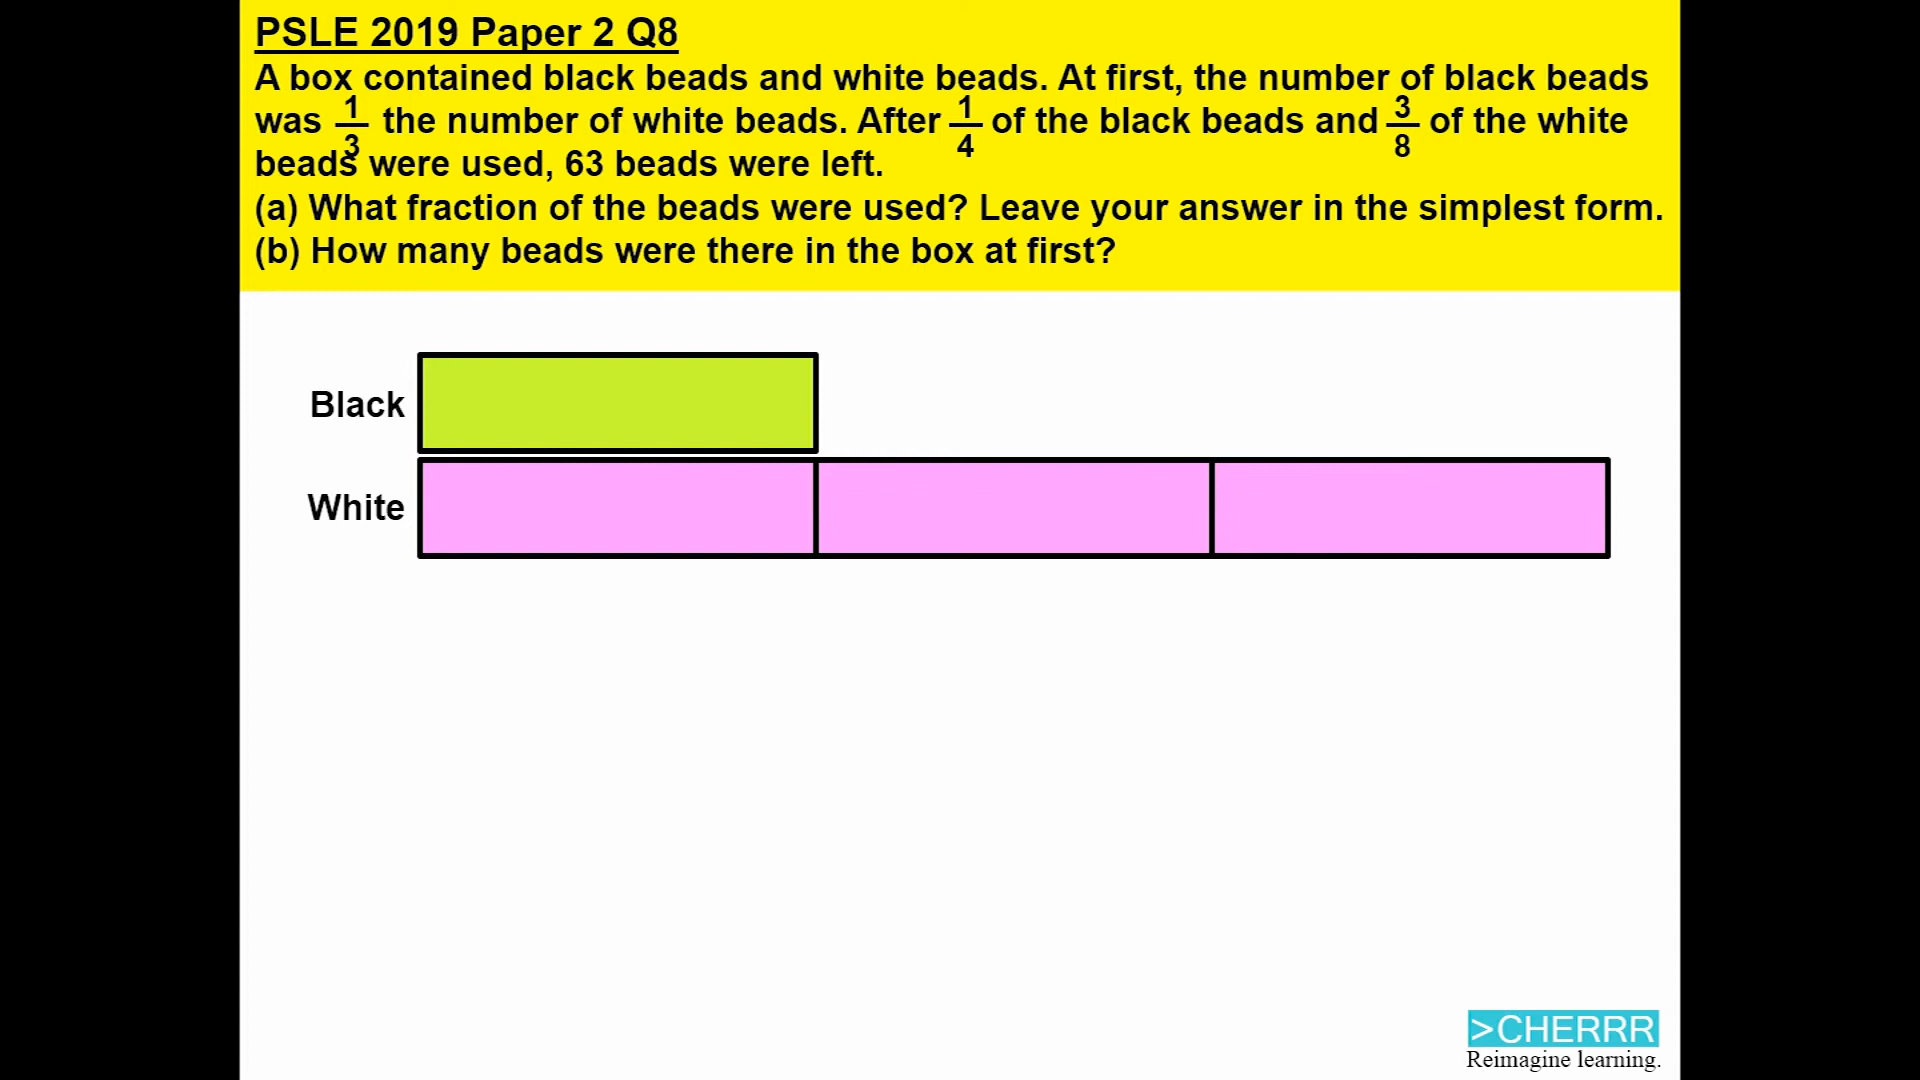 PSLE 2019 Paper 2 Q8
A box contained black beads and white beads. At first, the number of black beads
was 1/3 the number of white beads. After 1/4 of the black beads and 3/8 of the white
beads were used, 63 beads were left.
(a) What fraction of the beads were used? Leave your answer in the simplest form.
(b) How many beads were there in the box at first?
Black
White
>CHERRR
Reimagine learning.